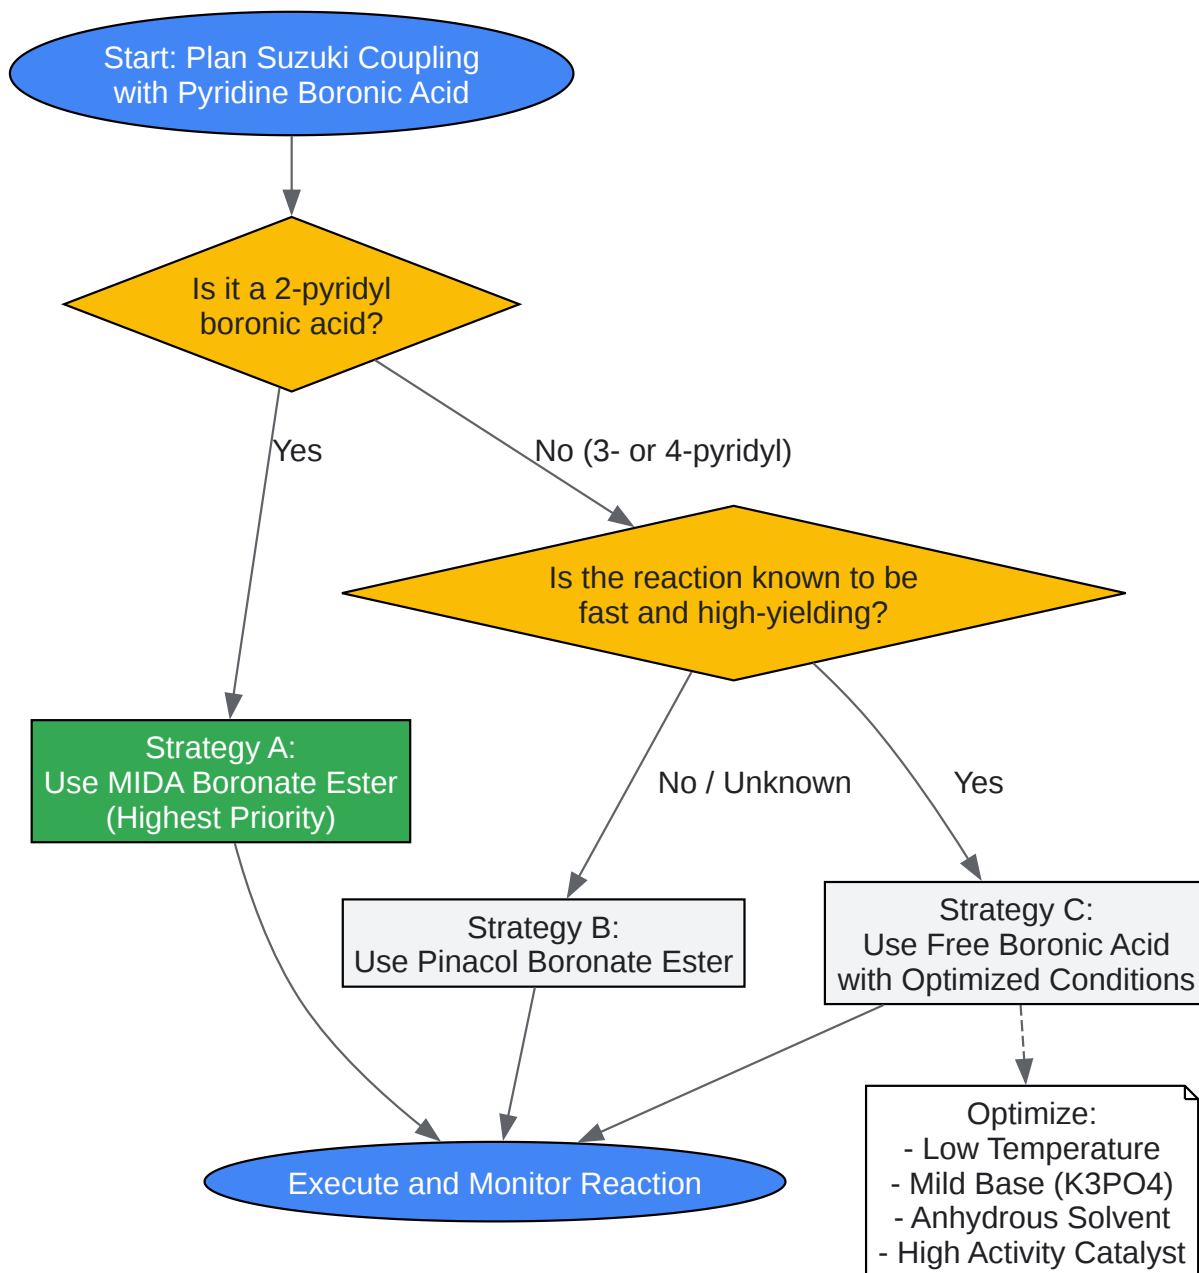 Start: Plan Suzuki Coupling
with Pyridine Boronic Acid
Is it a 2-pyridyl
boronic acid?
Yes
No (3- or 4-pyridyl)
Is the reaction known to be
fast and high-yielding?
Strategy A:
Use MIDA Boronate Ester
(Highest Priority)
No / Unknown
Yes
Strategy B:
Use Pinacol Boronate Ester
Strategy C:
Use Free Boronic Acid
with Optimized Conditions
Execute and Monitor Reaction
Optimize:
- Low Temperature
- Mild Base (K3PO4)
- Anhydrous Solvent
- High Activity Catalyst